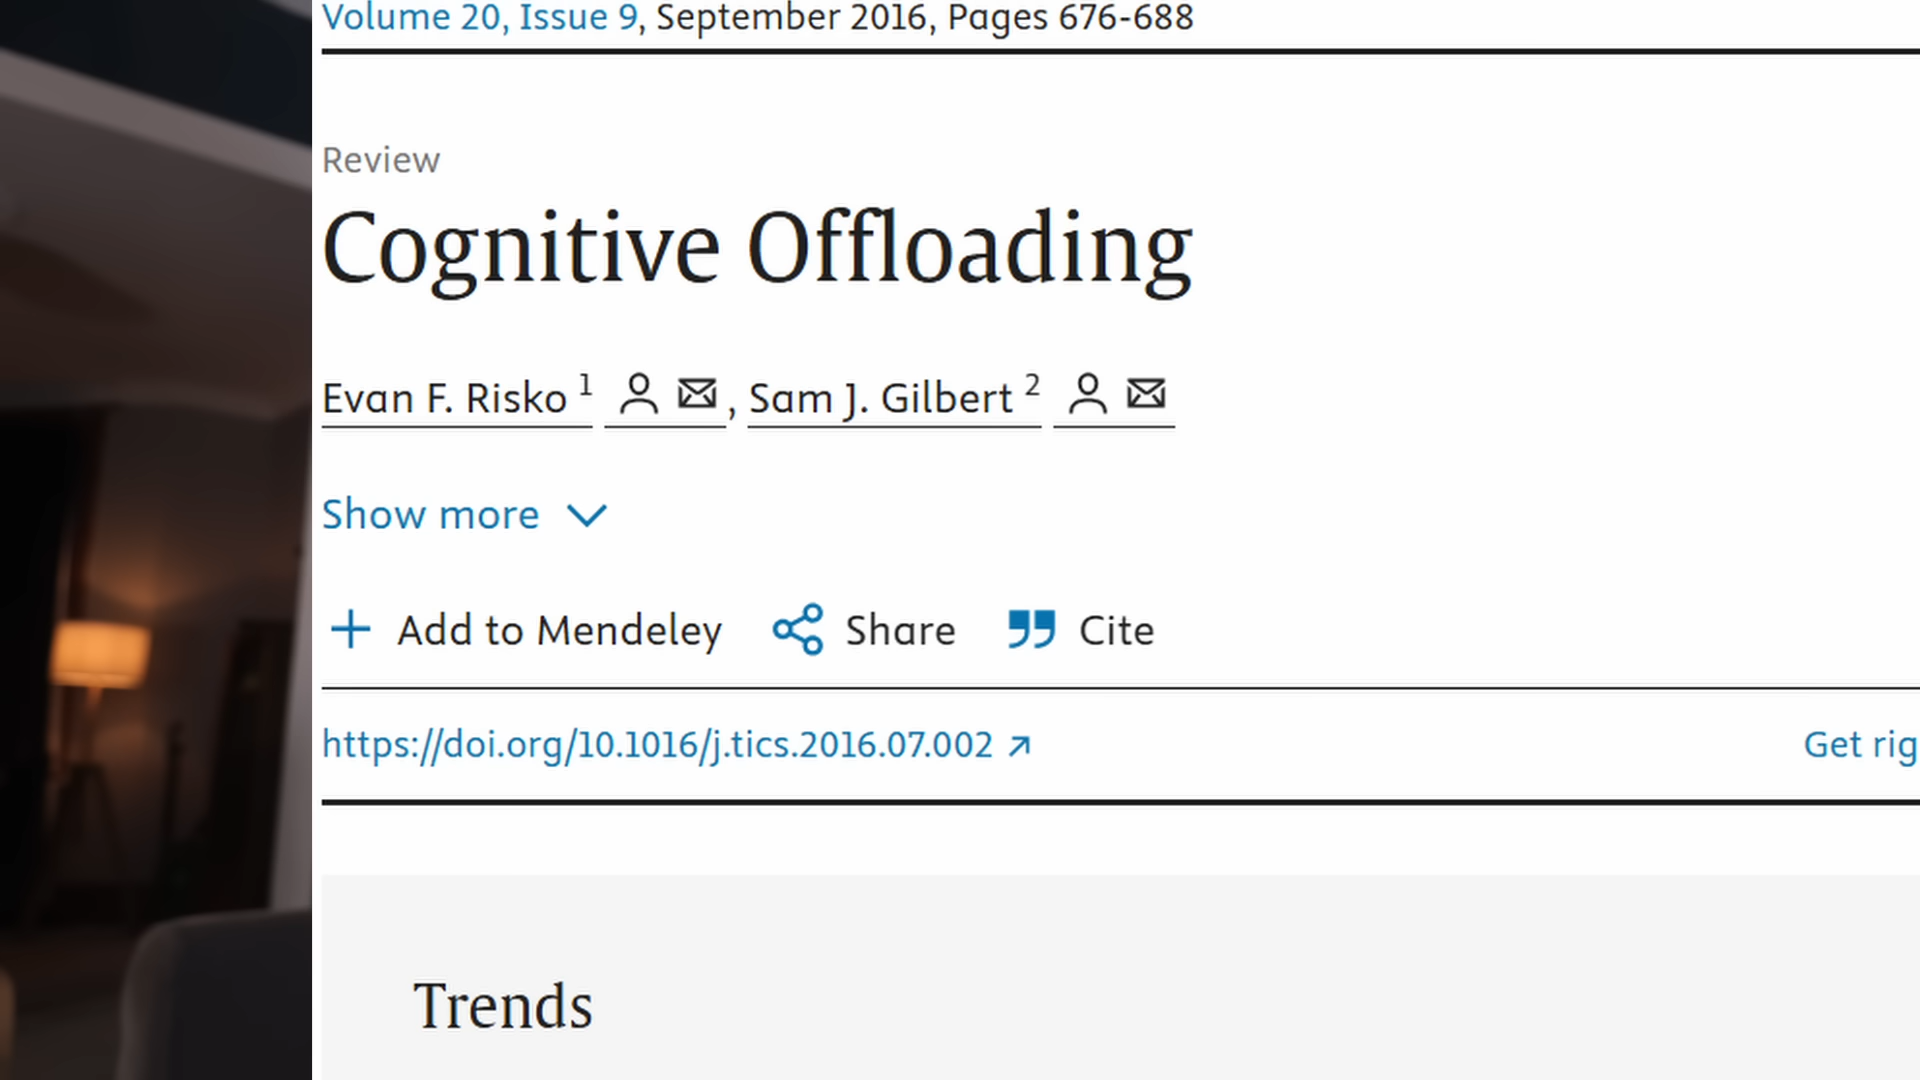 Volume 20, Issue 9, September 2016, Pages 676-688
Review
Cognitive Offloading
Evan F. Risko 1, Sam J. Gilbert 2
Show more
Add to Mendeley Share Cite
https://doi.org/10.1016/j.tics.2016.07.002 Get rig
Trends